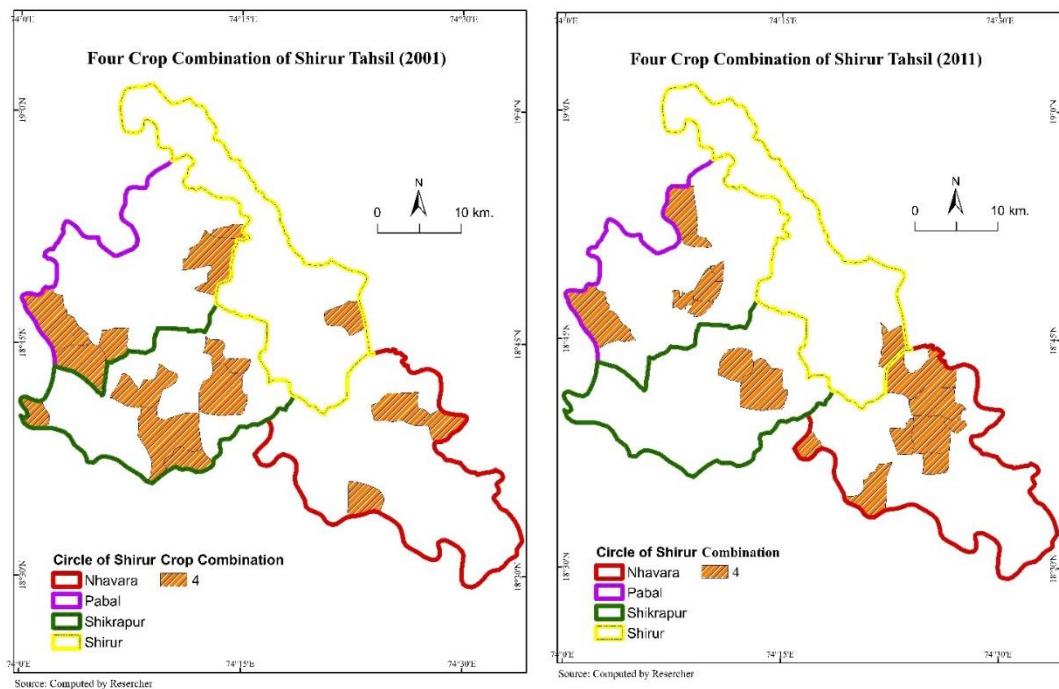 74°0'E 74°15'E 74°30'E
Four Crop Combination of Shirur Tahsil (2001)
19°0'N 19°0'N
N
0 10 km.
18°45'N 18°45'N
Circle of Shirur Crop Combination
Nhavara 4
Pabal
Shikrapur
Shirur
18°30'N 18°30'N
74°0'E 74°15'E 74°30'E
Source: Computed by Resercher
74°0'E 74°15'E 74°30'E
Four Crop Combination of Shirur Tahsil (2011)
19°0'N 19°0'N
N
0 10 km.
18°45'N 18°45'N
Circle of Shirur Combination
Nhavara 4
Pabal
Shikrapur
Shirur
18°30'N 18°30'N
74°0'E 74°15'E 74°30'E
Source: Computed by Resercher